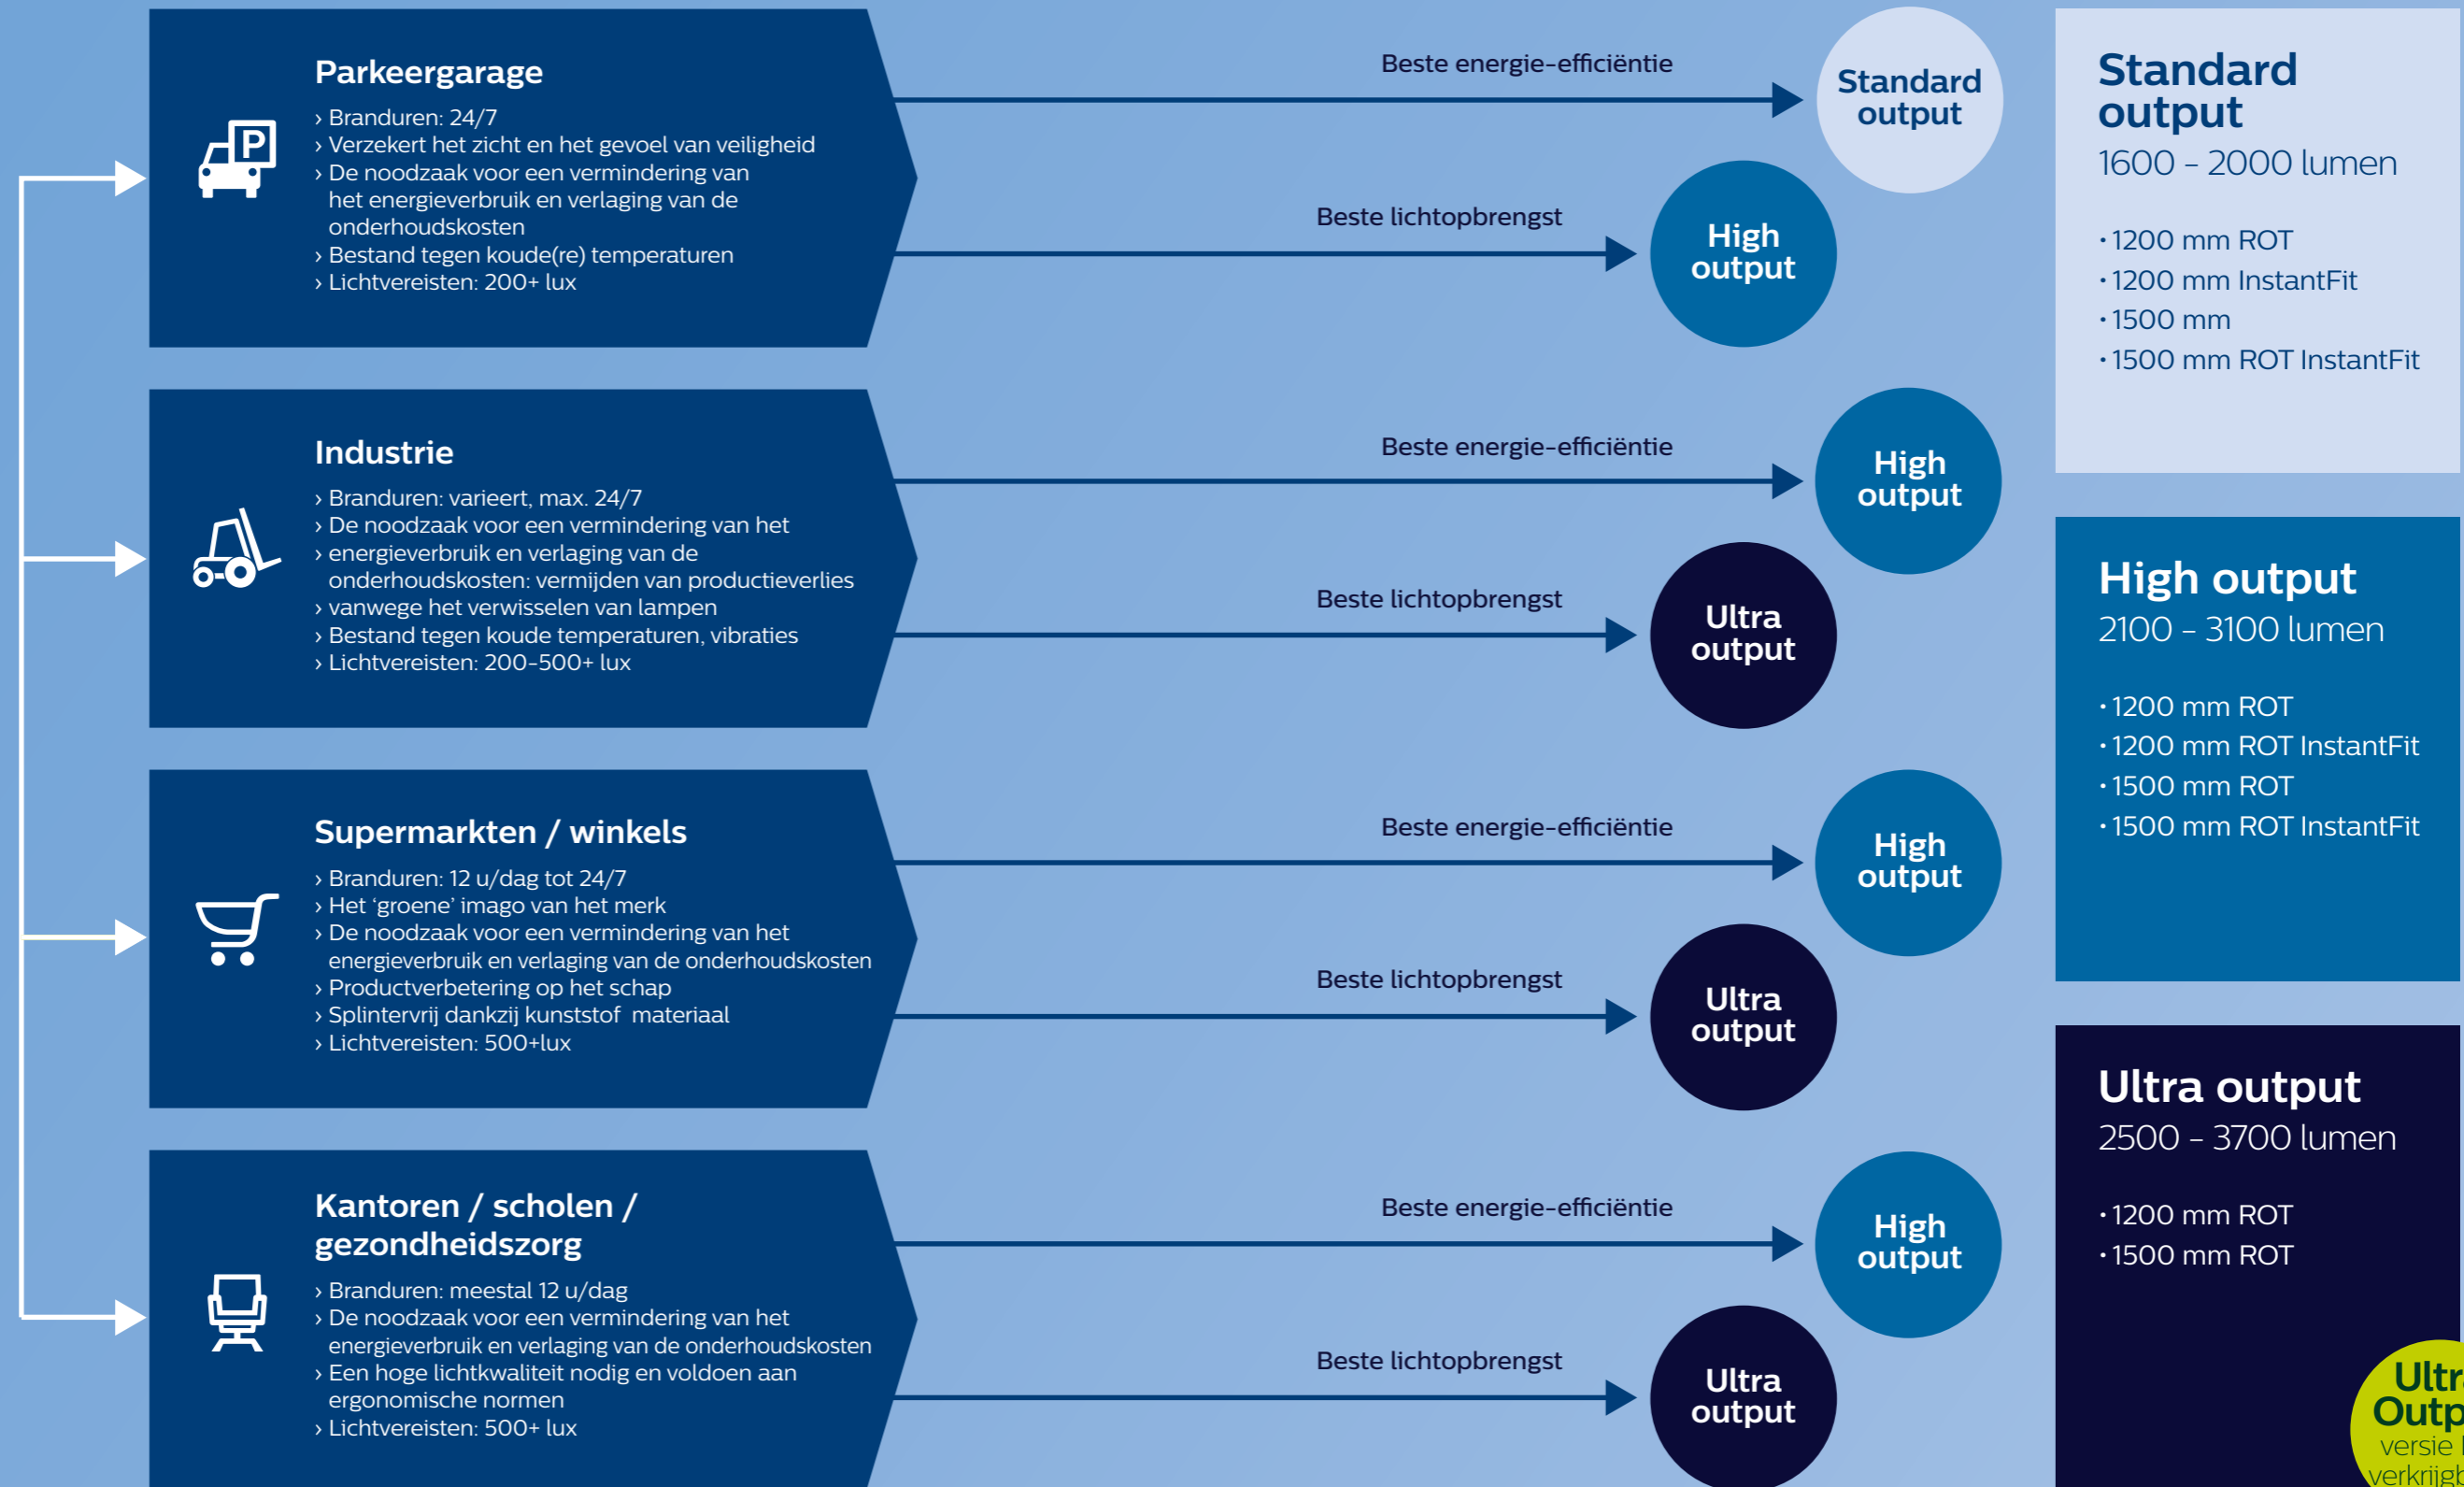 Parkeergarage
› Branduren: 24/7
› Verzekert het zicht en het gevoel van veiligheid
› De noodzaak voor een vermindering van
het energieverbruik en verlaging van de
onderhoudskosten
› Bestand tegen koude(re) temperaturen
› Lichtvereisten: 200+ lux
Beste energie-efficiëntie
Standard
output
Beste lichtopbrengst
High
output
Industrie
› Branduren: varieert, max. 24/7
› De noodzaak voor een vermindering van het
› energieverbruik en verlaging van de
onderhoudskosten: vermijden van productieverlies
› vanwege het verwisselen van lampen
› Bestand tegen koude temperaturen, vibraties
› Lichtvereisten: 200-500+ lux
Beste energie-efficiëntie
High
output
Beste lichtopbrengst
Ultra
output
Supermarkten / winkels
› Branduren: 12 u/dag tot 24/7
› Het ‘groene’ imago van het merk
› De noodzaak voor een vermindering van het
energieverbruik en verlaging van de onderhoudskosten
› Productverbetering op het schap
› Splintervrij dankzij kunststof materiaal
› Lichtvereisten: 500+lux
Beste energie-efficiëntie
High
output
Beste lichtopbrengst
Ultra
output
Kantoren / scholen /
gezondheidszorg
› Branduren: meestal 12 u/dag
› De noodzaak voor een vermindering van het
energieverbruik en verlaging van de onderhoudskosten
› Een hoge lichtkwaliteit nodig en voldoen aan
ergonomische normen
› Lichtvereisten: 500+ lux
Beste energie-efficiëntie
High
output
Beste lichtopbrengst
Ultra
output
Standard
output
1600 - 2000 lumen
· 1200 mm ROT
· 1200 mm InstantFit
· 1500 mm
· 1500 mm ROT InstantFit
High output
2100 - 3100 lumen
· 1200 mm ROT
· 1200 mm ROT InstantFit
· 1500 mm ROT
· 1500 mm ROT InstantFit
Ultra output
2500 - 3700 lumen
· 1200 mm ROT
· 1500 mm ROT
versie